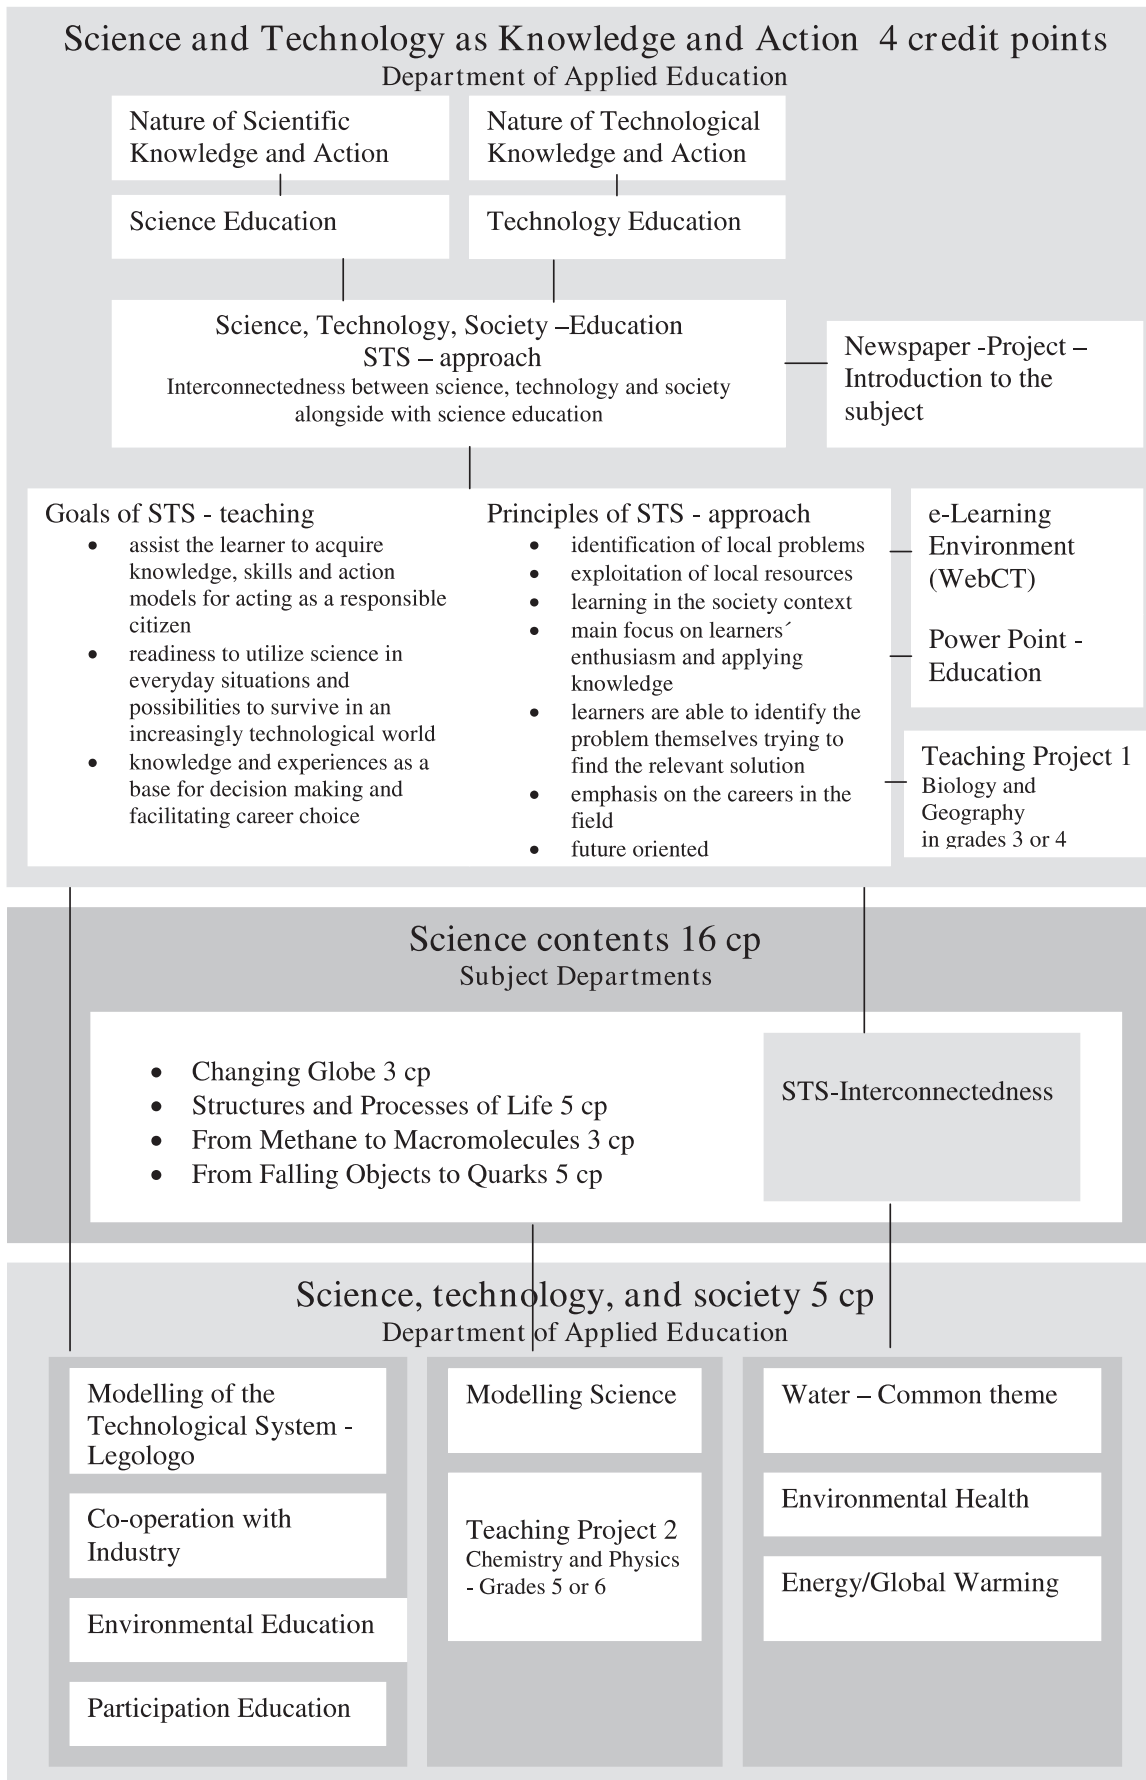 Science and Technology as Knowledge and Action 4 credit points
Department of Applied Education
Nature of Scientific
Knowledge and Action
Nature of Technological
Knowledge and Action
Science Education
Technology Education
Science, Technology, Society –Education
STS – approach
Interconnectedness between science, technology and society
alongside with science education
Newspaper -Project –
Introduction to the
subject
Goals of STS - teaching
• assist the learner to acquire
knowledge, skills and action
models for acting as a responsible
citizen
• readiness to utilize science in
everyday situations and
possibilities to survive in an
increasingly technological world
• knowledge and experiences as a
base for decision making and
facilitating career choice
Principles of STS - approach
• identification of local problems
• exploitation of local resources
• learning in the society context
• main focus on learners´
enthusiasm and applying
knowledge
• learners are able to identify the
problem themselves trying to
find the relevant solution
• emphasis on the careers in the
field
• future oriented
e-Learning
Environment
(WebCT)
Power Point -
Education
Teaching Project 1
Biology and
Geography
in grades 3 or 4
Science contents 16 cp
Subject Departments
• Changing Globe 3 cp
• Structures and Processes of Life 5 cp
• From Methane to Macromolecules 3 cp
• From Falling Objects to Quarks 5 cp
STS-Interconnectedness
Science, technology, and society 5 cp
Department of Applied Education
Modelling of the
Technological System -
Legologo
Co-operation with
Industry
Environmental Education
Participation Education
Modelling Science
Teaching Project 2
Chemistry and Physics
- Grades 5 or 6
Water – Common theme
Environmental Health
Energy/Global Warming